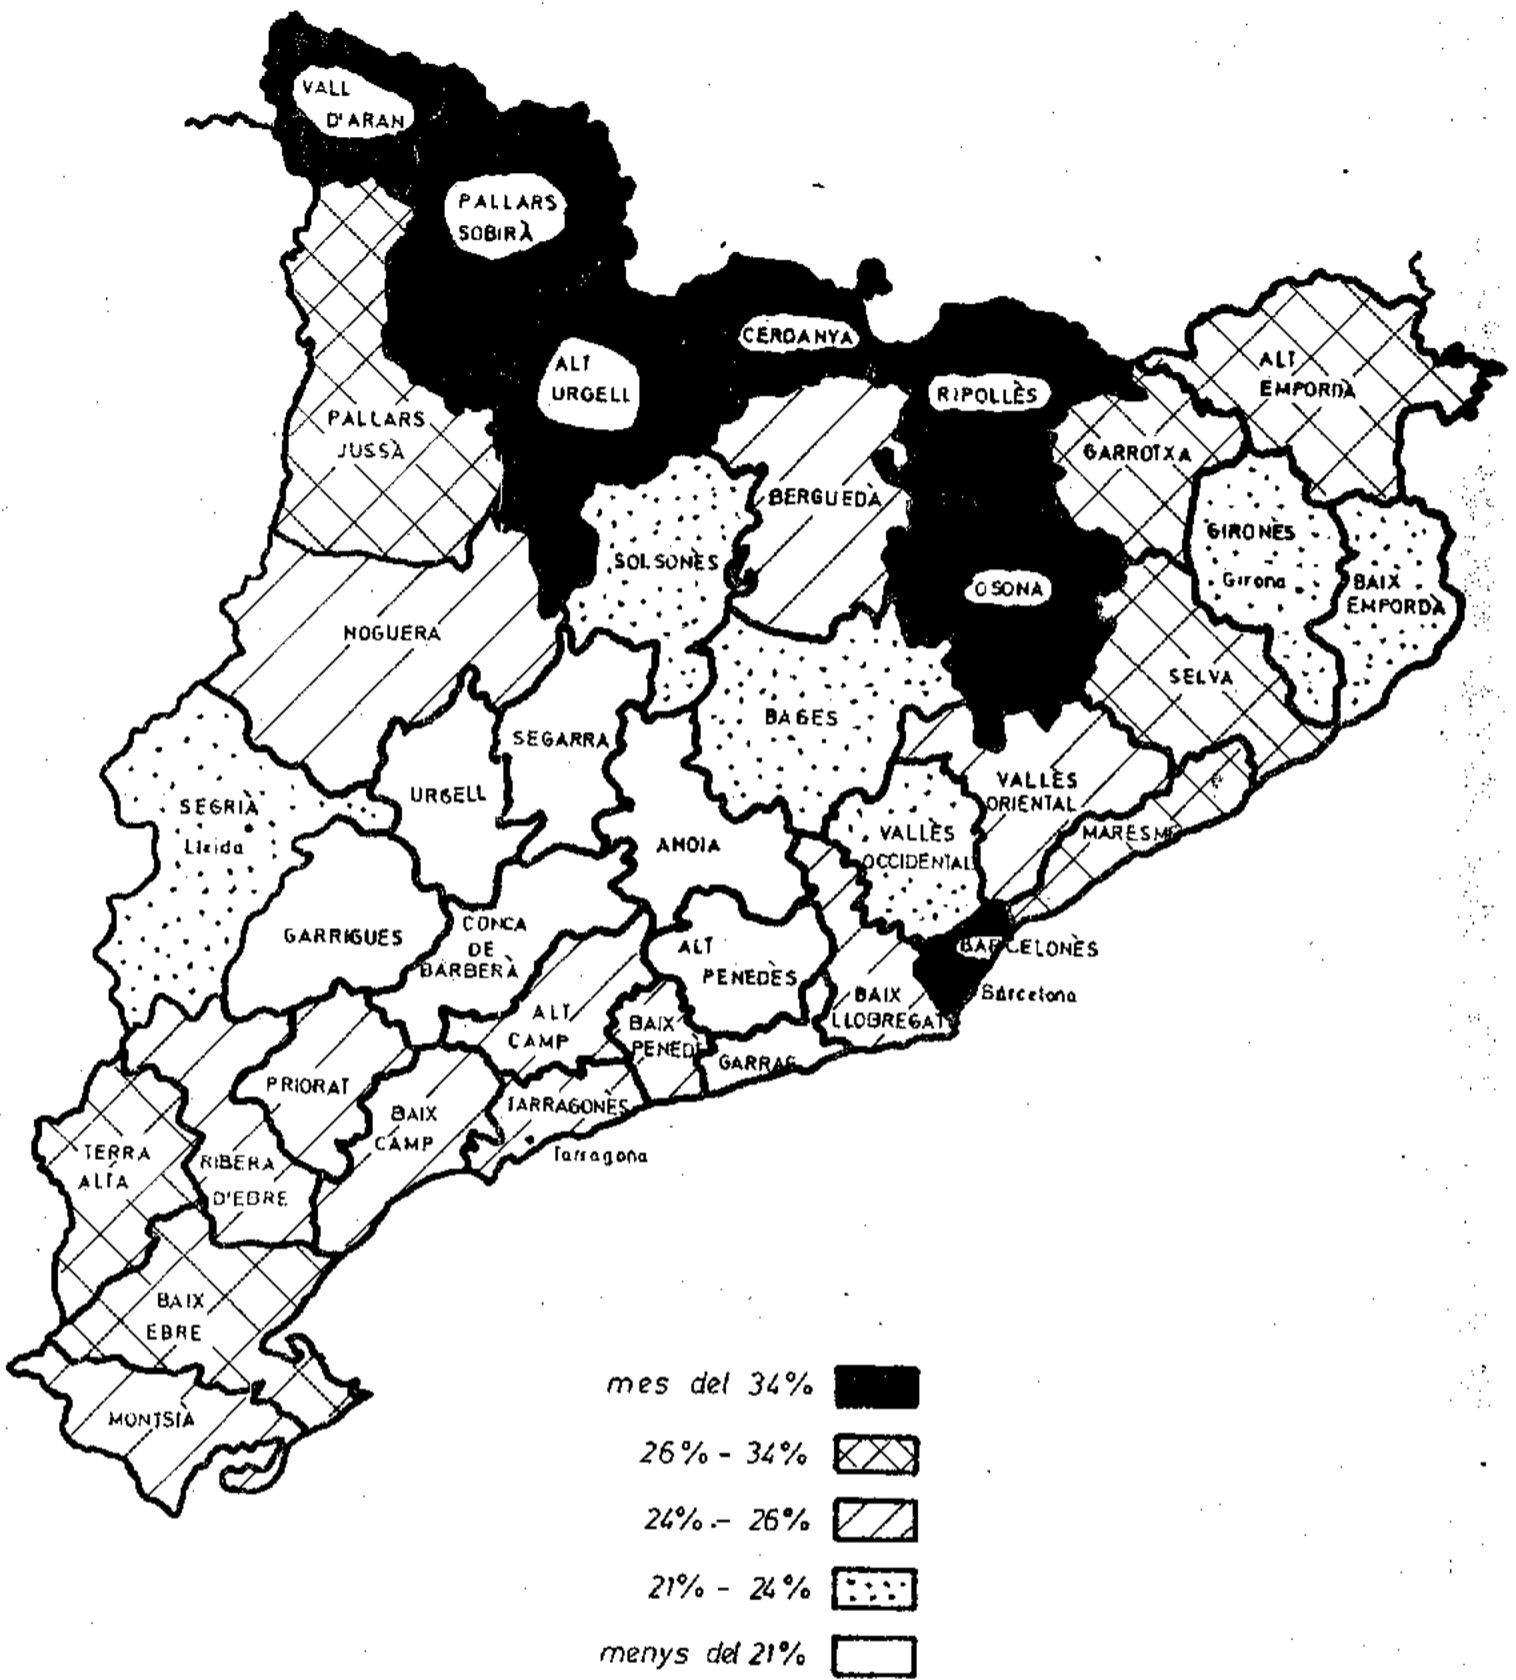 VALL
D'ARAN
PALLARS
SOBIRÀ
CERDANYA
ALT
URGELL
RIPOLLÈS
ALT
EMPORDÀ
PALLARS
JUSSÀ
GARROTXA
BERGUEDÀ
SOLSONÈS
GIRONÈS
Girona
BAIX
EMPORDÀ
OSONA
NOGUERA
SELVA
BAGES
SEGARRA
URGELL
VALLÈS
ORIENTAL
SEGRIÀ
Lleida
VALLÈS
OCCIDENTAL
MARESM
ANOIA
GARRIGUES
CONCA
DE
BARBERÀ
ALT
PENEDÈS
BARCELONÈS
Barcelona
BAIX
LLOBREGAT
ALT
CAMP
BAIX
PENED
GARRAF
PRIORAT
BAIX
CAMP
TARRAGONÈS
Tarragona
TERRA
ALTA
RIBERA
D'EBRE
BAIX
EBRE
MONTSIÀ
mes del 34%
26% - 34%
24% - 26%
21% - 24%
menys del 21%